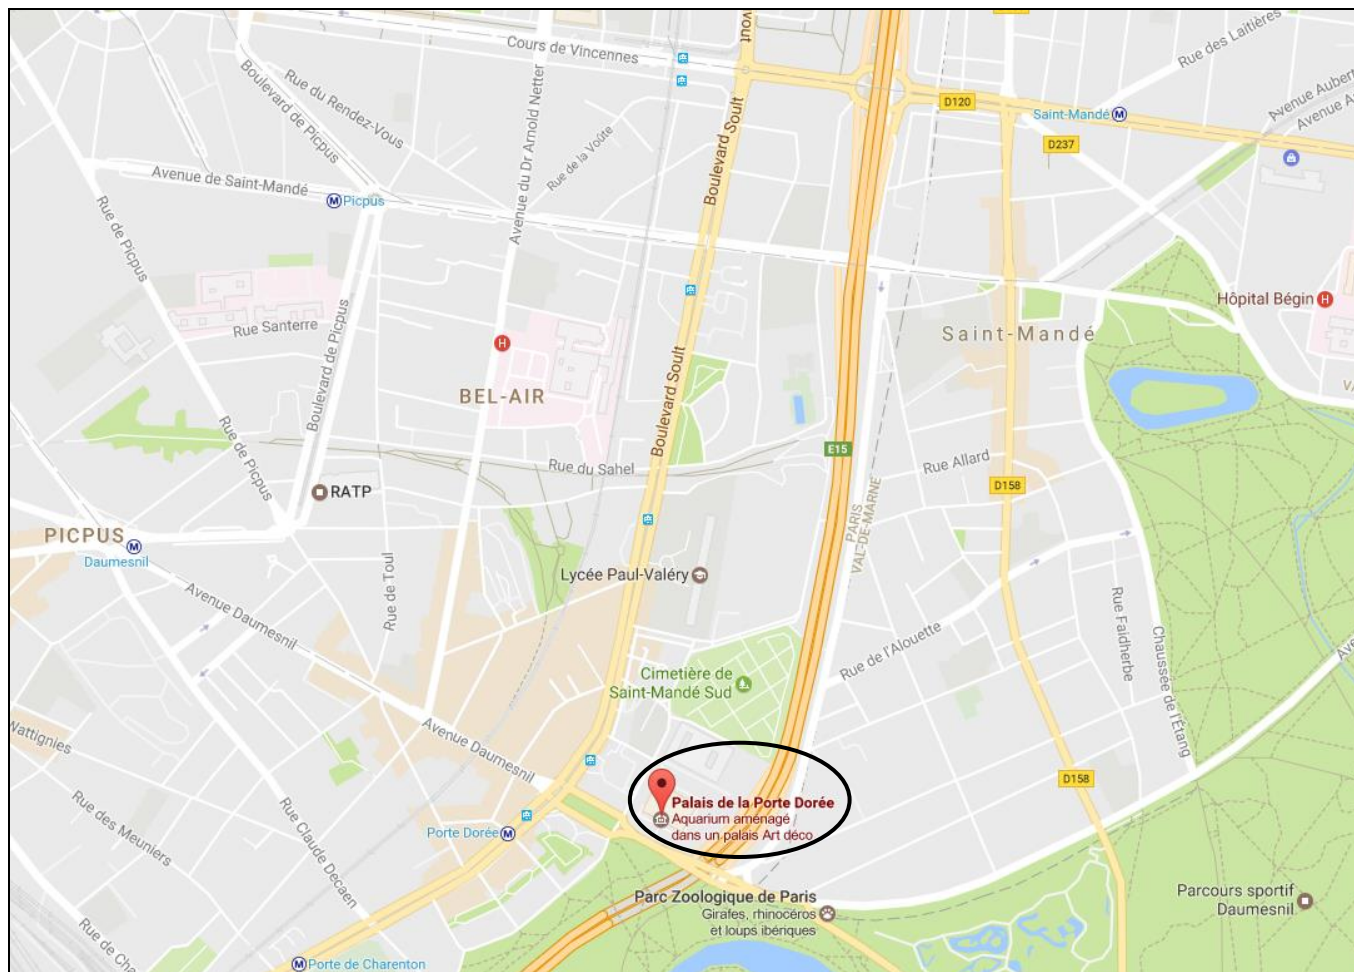 vout
Cours de Vincennes
Rue des Laitières
Boulevard de Picpus
Rue du Rendez-Vous
Avenue du Dr Arnold Netter
Rue de la Voûte
Boulevard Soult
D120
Saint-Mandé
D237
Avenue Aubert
Avenue de Saint-Mandé
Picpus
Rue de Picpus
Hôpital Bégin
Rue Santerre
Saint-Mandé
Boulevard de Picpus
BEL-AIR
Boulevard Soult
Rue de Picpus
E15
Rue Allard
Rue du Sahel
D158
RATP
PARIS
VAL-DE-MARNE
PICPUS
Daumesnil
Lycée Paul-Valéry
Rue de Toul
Avenue Daumesnil
Rue Faidherbe
Rue de l'Alouette
Chaussée de l'Étang
Cimetière de
Saint-Mandé Sud
Wattignies
Avenue Daumesnil
D158
Palais de la Porte Dorée
Aquarium aménagé
dans un palais Art déco
Rue des Meuniers
Porte Dorée
Rue Claude Decaen
Parc Zoologique de Paris
Girafes, rhinocéros
et loups ibériques
Parcours sportif
Daumesnil
Rue de Cha
Porte de Charenton